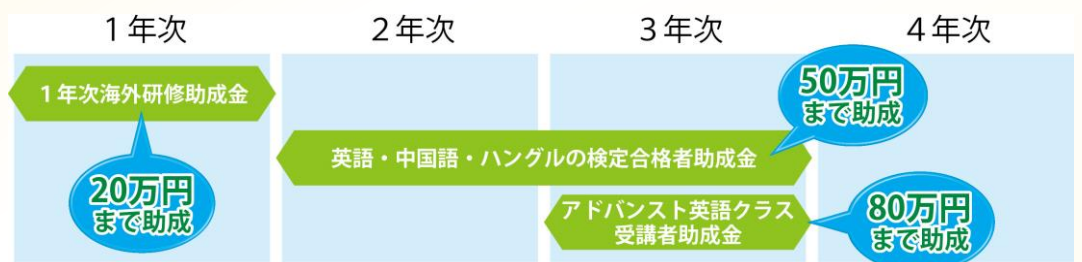 1年次
2年次
3年次
4年次
1年次海外研修助成金
20万円
まで助成
英語・中国語・ハングルの検定合格者助成金
50万円
まで助成
アドバンスト英語クラス
受講者助成金
80万円
まで助成